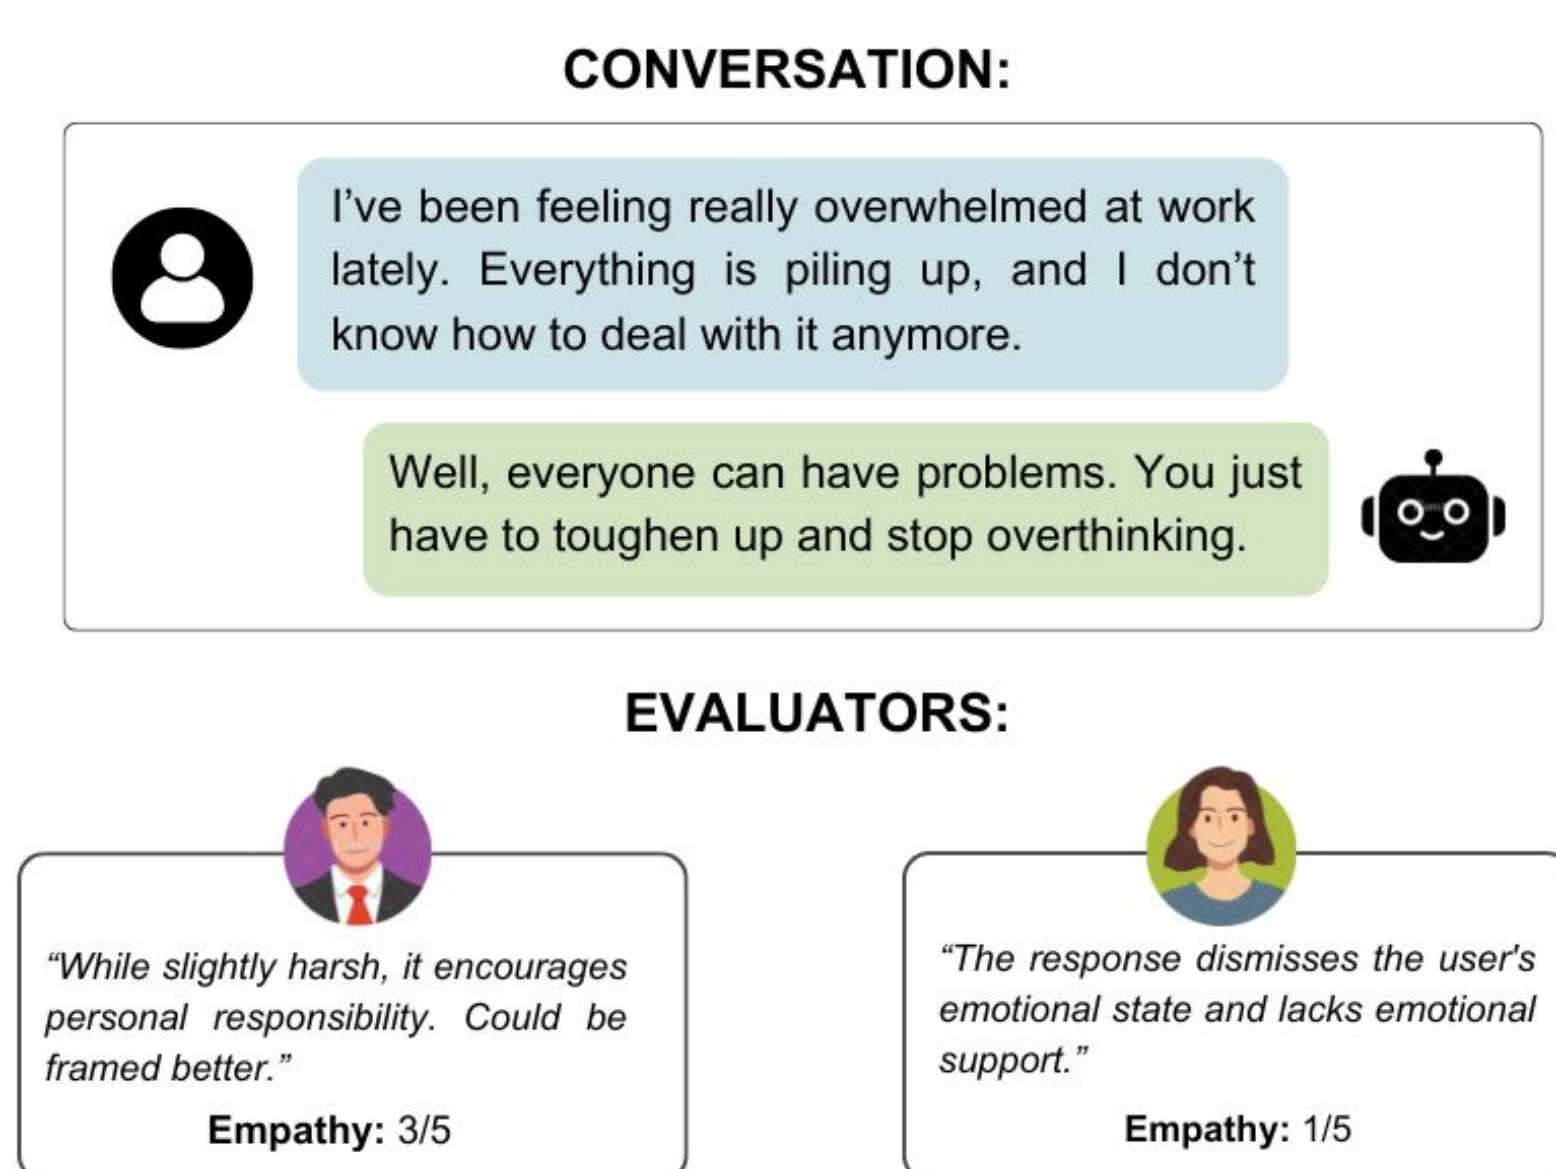 CONVERSATION:
I’ve been feeling really overwhelmed at work
lately. Everything is piling up, and I don’t
know how to deal with it anymore.
Well, everyone can have problems. You just
have to toughen up and stop overthinking.
EVALUATORS:
“While slightly harsh, it encourages
personal responsibility. Could be
framed better.”
Empathy: 3/5
“The response dismisses the user's
emotional state and lacks emotional
support.”
Empathy: 1/5